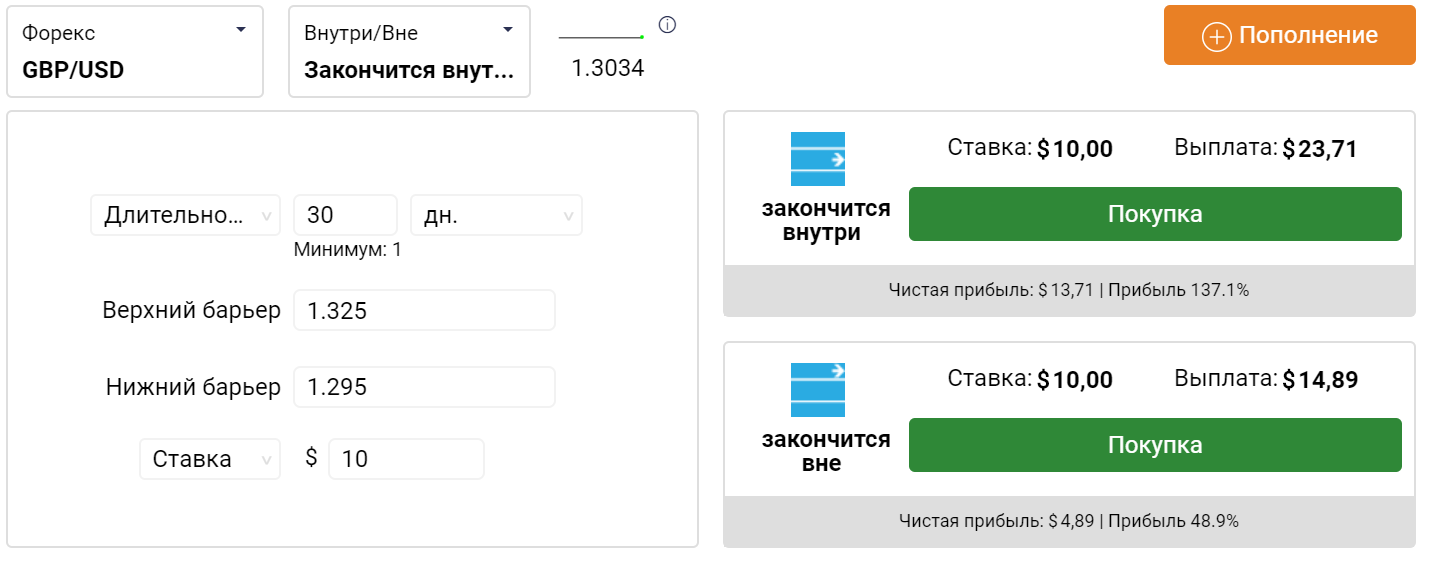 Форекс
GBP/USD
Внутри/Вне
Закончится внут...
1.3034
Пополнение
Длительно...
30
дн.
Минимум: 1
Верхний барьер
1.325
Нижний барьер
1.295
Ставка
$
10
закончится
внутри
Ставка: $10,00
Выплата: $23,71
Покупка
Чистая прибыль: $13,71 | Прибыль 137.1%
закончится
вне
Ставка: $10,00
Выплата: $14,89
Покупка
Чистая прибыль: $4,89 | Прибыль 48.9%